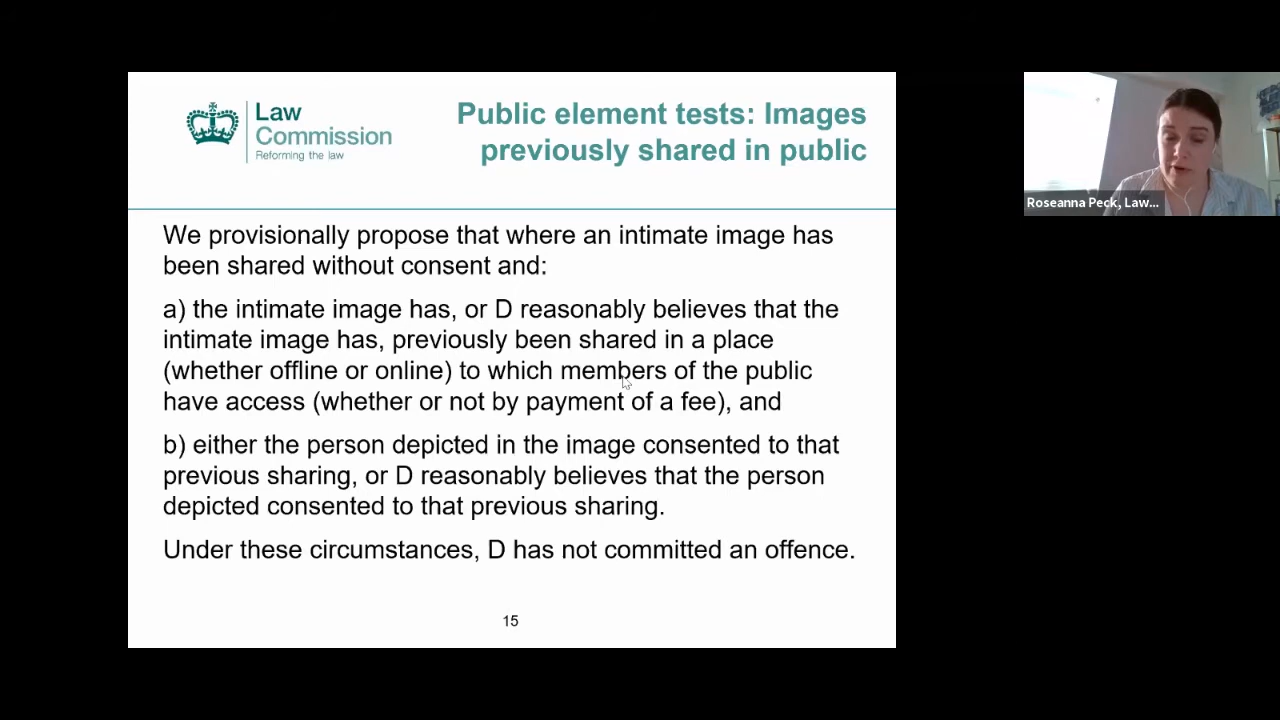 Law
Commission
Reforming the law
Public element tests: Images
previously shared in public
We provisionally propose that where an intimate image has
been shared without consent and:
a) the intimate image has, or D reasonably believes that the
intimate image has, previously been shared in a place
(whether offline or online) to which members of the public
have access (whether or not by payment of a fee), and
b) either the person depicted in the image consented to that
previous sharing, or D reasonably believes that the person
depicted consented to that previous sharing.
Under these circumstances, D has not committed an offence.
15
Roseanna Peck, Law...